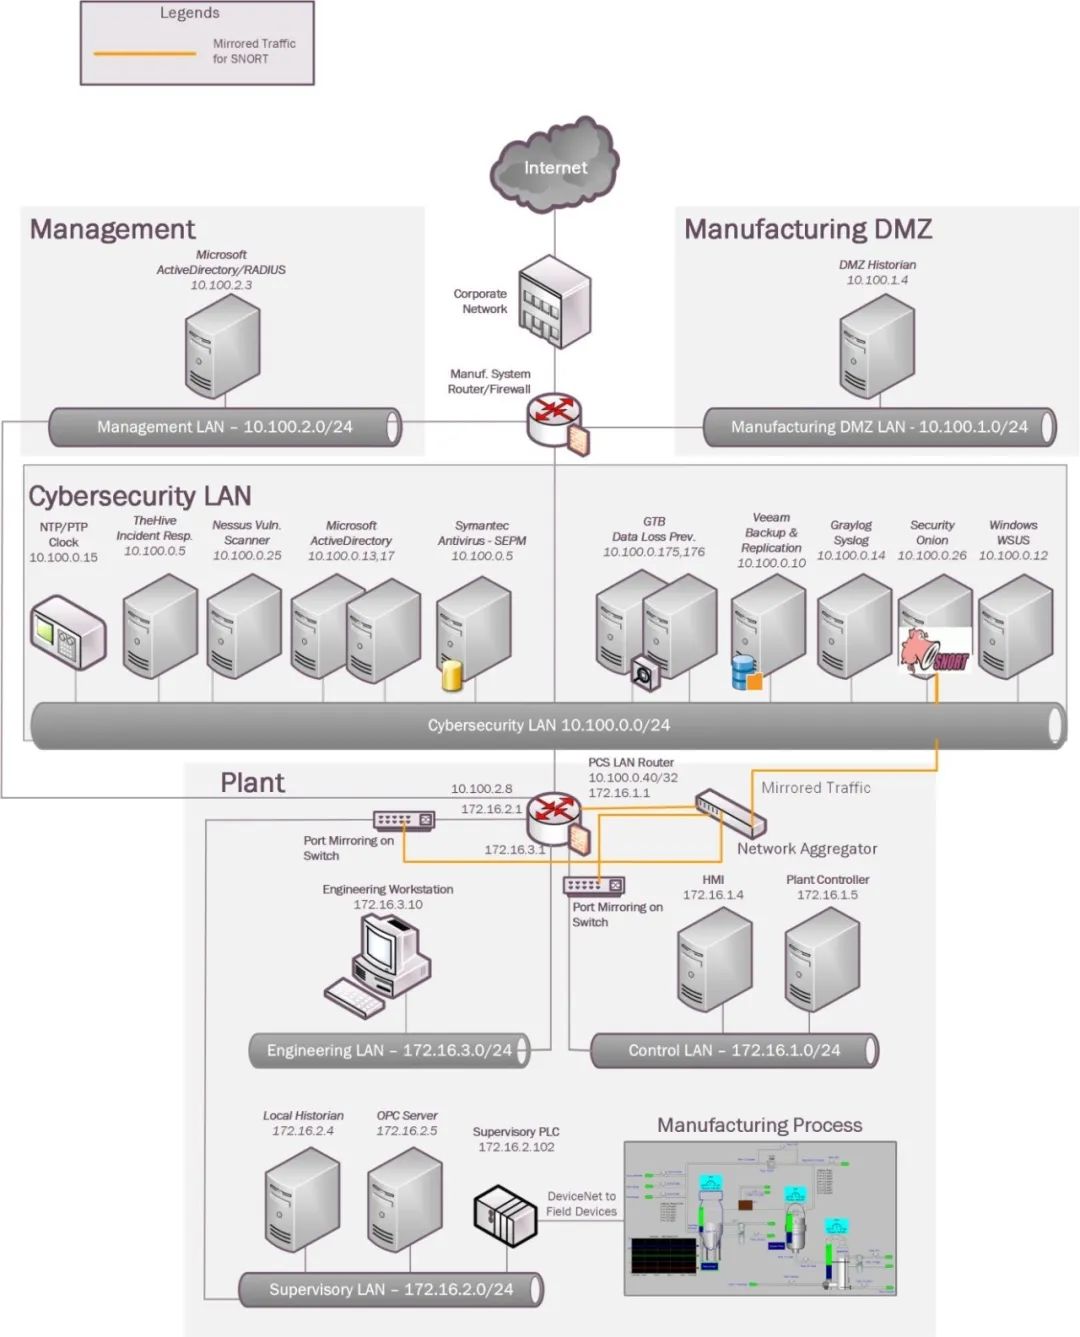 Legends
Mirrored Traffic
for SNORT
Internet
Management
Microsoft
ActiveDirectory/RADIUS
10.100.2.3
Management LAN – 10.100.2.0/24
Corporate
Network
Manuf. System
Router/Firewall
Manufacturing DMZ
DMZ Historian
10.100.1.4
Manufacturing DMZ LAN - 10.100.1.0/24
Cybersecurity LAN
NTP/PTP
Clock
10.100.0.15
TheHive
Incident Resp.
10.100.0.5
Nessus Vuln.
Scanner
10.100.0.25
Microsoft
ActiveDirectory
10.100.0.13,17
Symantec
Antivirus - SEPM
10.100.0.5
GTB
Data Loss Prev.
10.100.0.175,176
Veeam
Backup &
Replication
10.100.0.10
Graylog
Syslog
10.100.0.14
Security
Onion
10.100.0.26
Windows
WSUS
10.100.0.12
SNORT
Cybersecurity LAN 10.100.0.0/24
Plant
PCS LAN Router
10.100.0.40/32
172.16.1.1
10.100.2.8
172.16.2.1
172.16.3.1
Mirrored Traffic
Network Aggregator
Port Mirroring on
Switch
Port Mirroring on
Switch
Engineering Workstation
172.16.3.10
HMI
172.16.1.4
Plant Controller
172.16.1.5
Engineering LAN – 172.16.3.0/24
Control LAN – 172.16.1.0/24
Local Historian
172.16.2.4
OPC Server
172.16.2.5
Supervisory PLC
172.16.2.102
DeviceNet to
Field Devices
Manufacturing Process
Supervisory LAN – 172.16.2.0/24